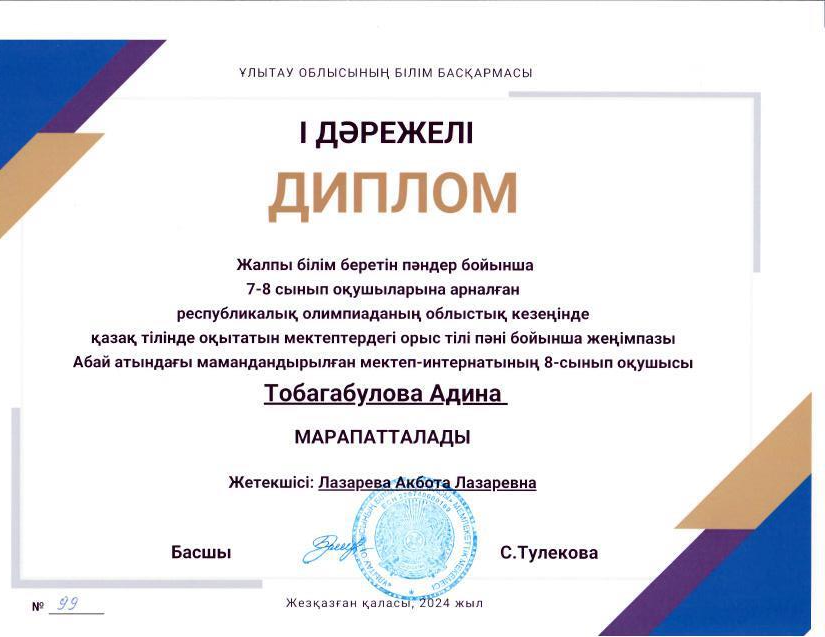 ҰЛЫТАУ ОБЛЫСЫНЫҢ БІЛІМ БАСҚАРМАСЫ
І ДӘРЕЖЕЛІ
ДИПЛОМ
Жалпы білім беретін пәндер бойынша
7-8 сынып оқушыларына арналған
республикалық олимпиаданың облыстық кезеңінде
қазақ тілінде оқытатын мектептердегі орыс тілі пәні бойынша жеңімпазы
Абай атындағы мамандандырылған мектеп-интернатының 8-сынып оқушысы
Тобагабулова Адина
МАРАПАТТАЛАДЫ
Жетекшісі: Лазарева Акбота Лазаревна
Басшы
С.Тулекова
№ 99
Жезқазған қаласы, 2024 жыл